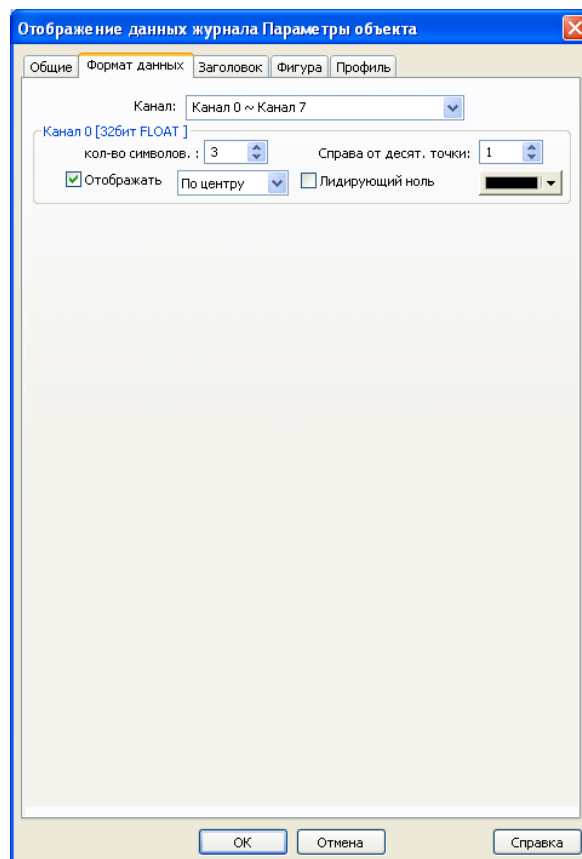 Отображение данных журнала Параметры объекта
Общие Формат данных Заголовок Фигура Профиль
Канал: Канал 0 ~ Канал 7
Канал 0 [32бит FLOAT ]
кол-во символов. : 3 Справа от десят. точки: 1
Отображать По центру Лидирующий ноль
ОК Отмена Справка